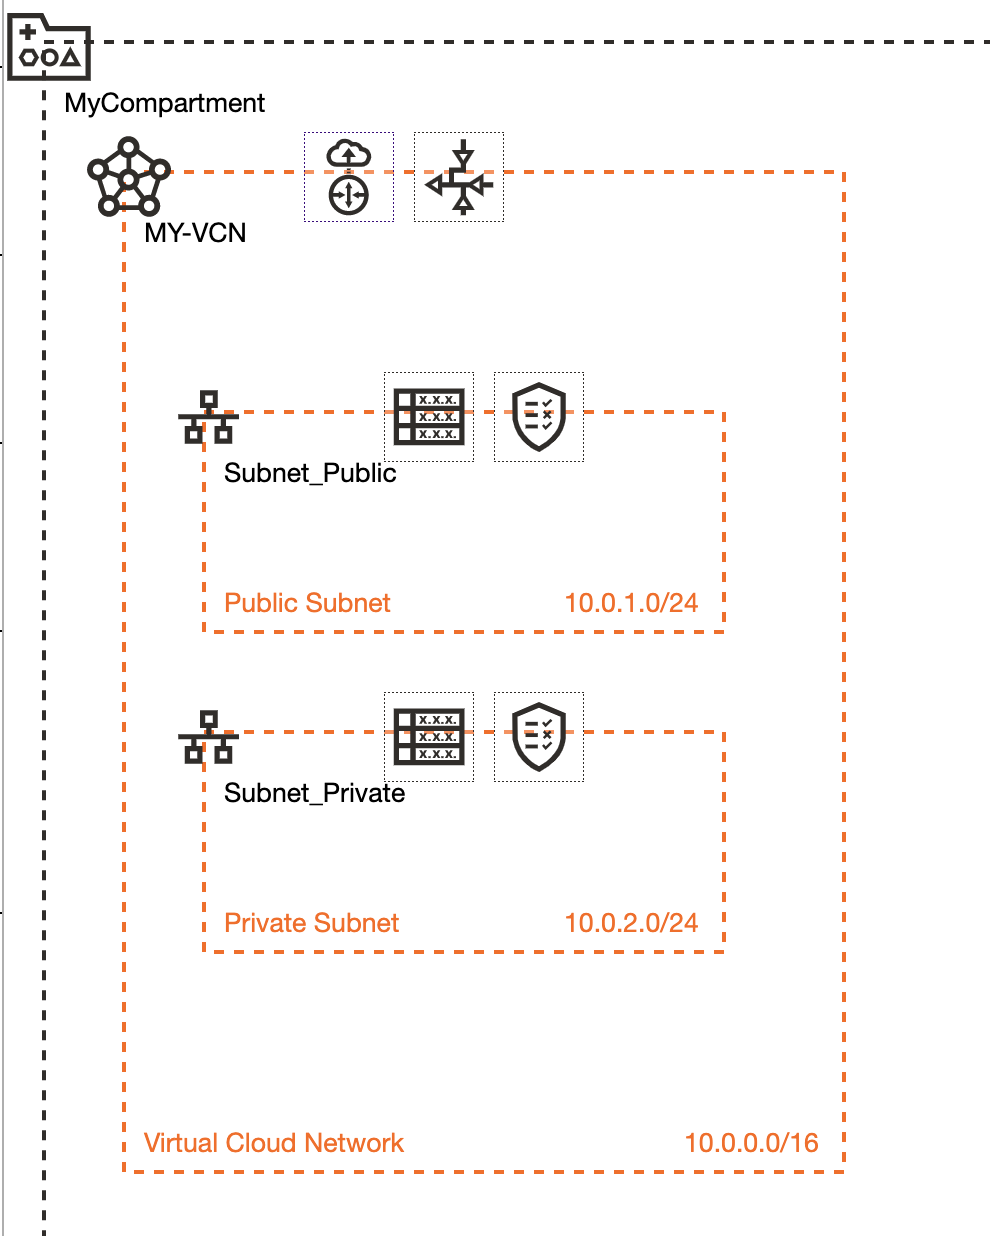 MyCompartment
MY-VCN
x.x.x.
x.x.x.
x.x.x.
Subnet_Public
Public Subnet 10.0.1.0/24
x.x.x.
x.x.x.
x.x.x.
Subnet_Private
Private Subnet 10.0.2.0/24
Virtual Cloud Network 10.0.0.0/16